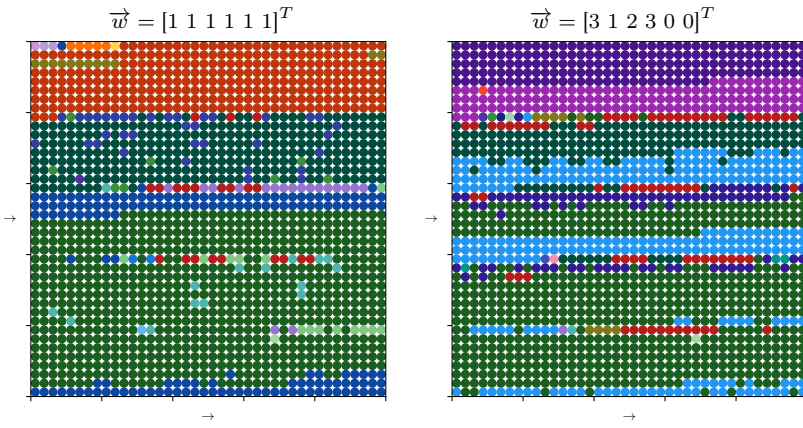 $\overrightarrow{w} = [1\ 1\ 1\ 1\ 1\ 1]^T$
$\overrightarrow{w} = [3\ 1\ 2\ 3\ 0\ 0]^T$
→ →
→ →